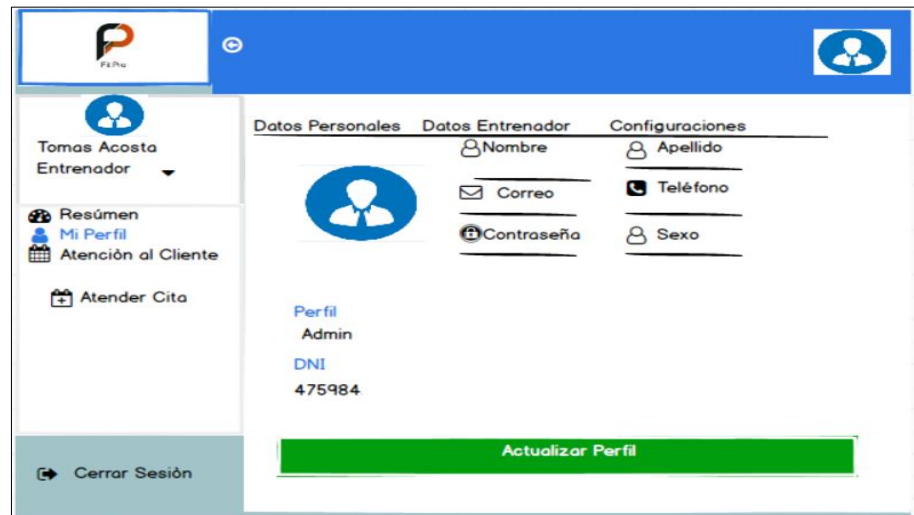 FitPro
Tomas Acosta
Entrenador
Resúmen
Mi Perfil
Atenciòn al Cliente
Atender Cita
Cerrar Sesiòn
Datos Personales Datos Entrenador Configuraciones
Nombre Apellido
Correo Teléfono
Contraseña Sexo
Perfil
Admin
DNI
475984
Actualizar Perfil